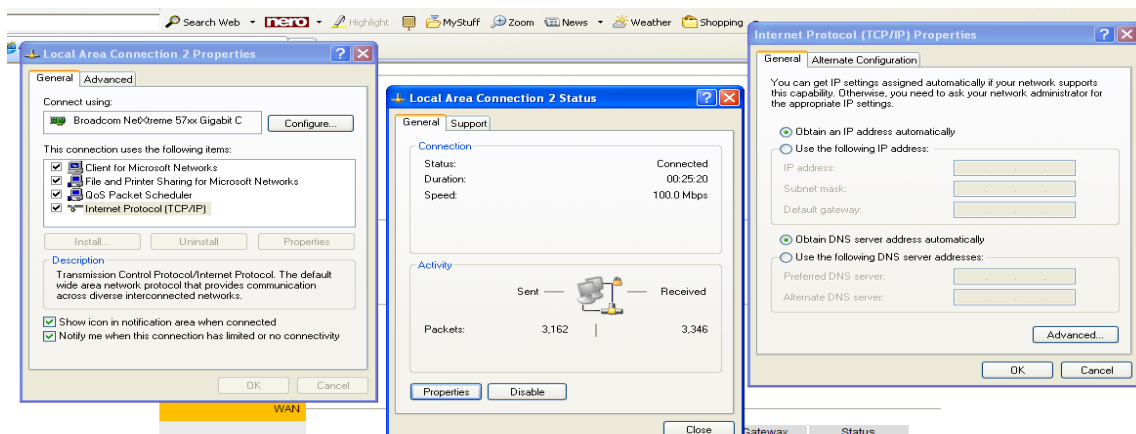 Search Web nero Highlight MyStuff Zoom News Weather Shopping
Local Area Connection 2 Properties
General Advanced
Connect using:
Broadcom NetXtreme 57xx Gigabit C Configure...
This connection uses the following items:
Client for Microsoft Networks
File and Printer Sharing for Microsoft Networks
QoS Packet Scheduler
Internet Protocol (TCP/IP)
Install... Uninstall Properties
Description
Transmission Control Protocol/Internet Protocol. The default
wide area network protocol that provides communication
across diverse interconnected networks.
Show icon in notification area when connected
Notify me when this connection has limited or no connectivity
OK Cancel
Local Area Connection 2 Status
General Support
Connection
Status: Connected
Duration: 00:25:20
Speed: 100.0 Mbps
Activity
Sent Received
Packets: 3,162 3,346
Properties Disable
Close
Internet Protocol (TCP/IP) Properties
General Alternate Configuration
You can get IP settings assigned automatically if your network supports
this capability. Otherwise, you need to ask your network administrator for
the appropriate IP settings.
Obtain an IP address automatically
Use the following IP address:
IP address:
Subnet mask:
Default gateway:
Obtain DNS server address automatically
Use the following DNS server addresses:
Preferred DNS server:
Alternate DNS server:
Advanced...
OK Cancel
WAN
Gateway Status